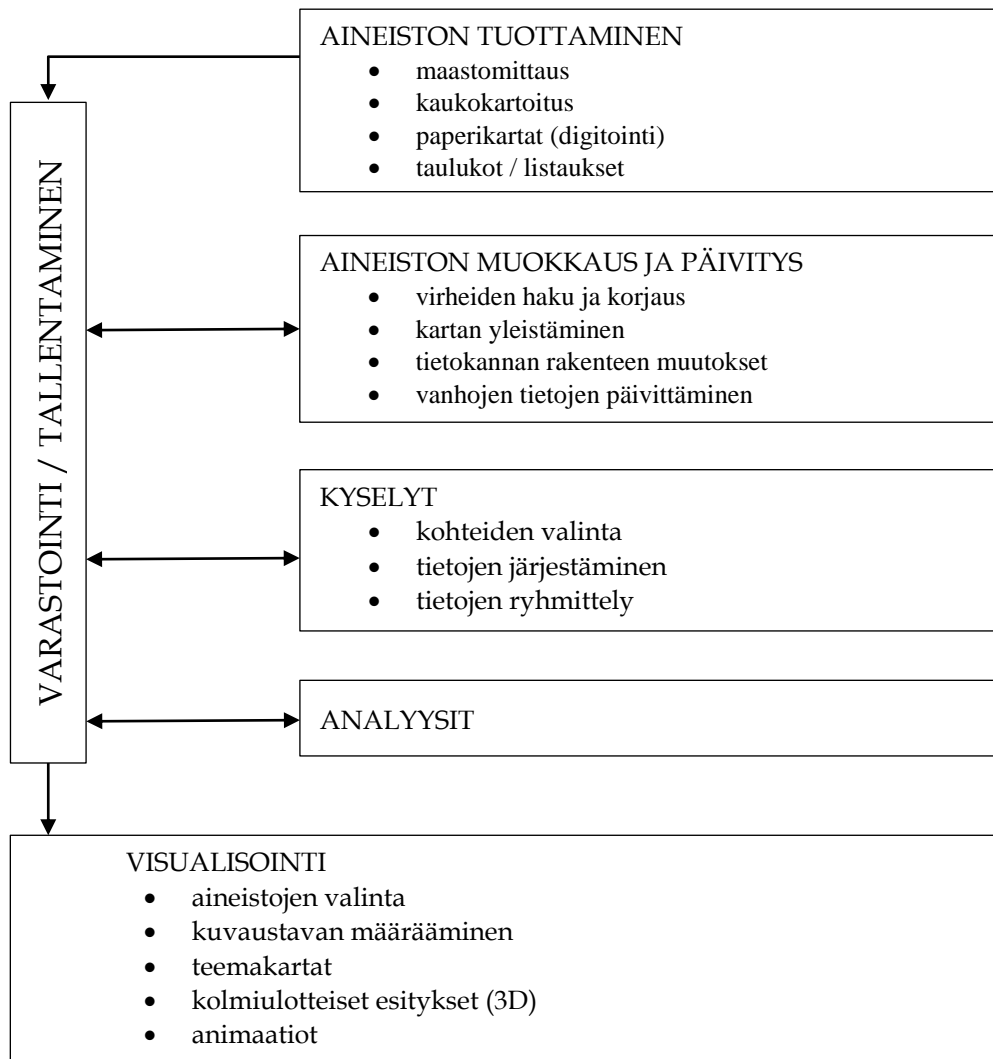 AINEISTON TUOTTAMINEN
• maastomittaus
• kaukokartoitus
• paperikartat (digitointi)
• taulukot / listaukset
VARASTOINTI / TALLENTAMINEN
AINEISTON MUOKKAUS JA PÄIVITYS
• virheiden haku ja korjaus
• kartan yleistäminen
• tietokannan rakenteen muutokset
• vanhojen tietojen päivittäminen
KYSELYT
• kohteiden valinta
• tietojen järjestäminen
• tietojen ryhmittely
ANALYYSIT
VISUALISOINTI
• aineistojen valinta
• kuvaustavan määrääminen
• teemakartat
• kolmiulotteiset esitykset (3D)
• animaatiot